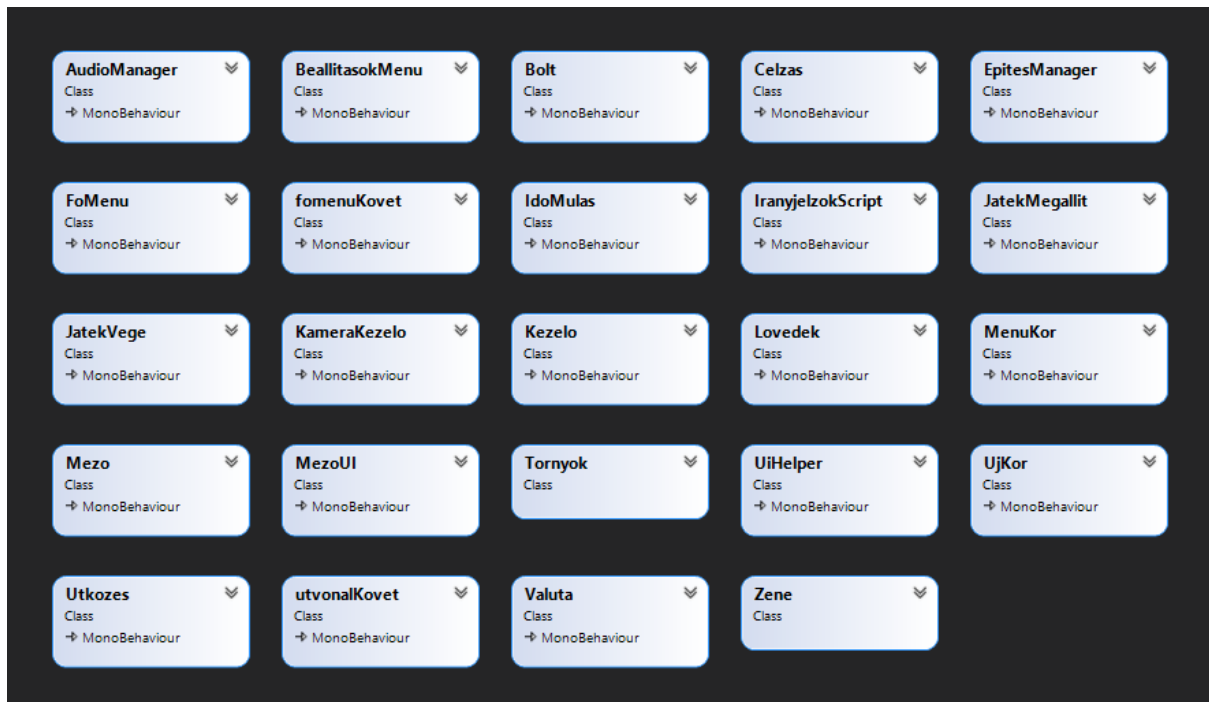 AudioManager
Class
MonoBehaviour
BeallitasokMenu
Class
MonoBehaviour
Bolt
Class
MonoBehaviour
Celzas
Class
MonoBehaviour
EpitesManager
Class
MonoBehaviour
FoMenu
Class
MonoBehaviour
fomenuKovet
Class
MonoBehaviour
IdoMulas
Class
MonoBehaviour
IranyjelzokScript
Class
MonoBehaviour
JatekMegallit
Class
MonoBehaviour
JatekVege
Class
MonoBehaviour
KameraKezelo
Class
MonoBehaviour
Kezelo
Class
MonoBehaviour
Lovedek
Class
MonoBehaviour
MenuKor
Class
MonoBehaviour
Mezo
Class
MonoBehaviour
MezoUI
Class
MonoBehaviour
Tornyok
Class
UiHelper
Class
MonoBehaviour
UjKor
Class
MonoBehaviour
Utkozes
Class
MonoBehaviour
utvonalKovet
Class
MonoBehaviour
Valuta
Class
MonoBehaviour
Zene
Class